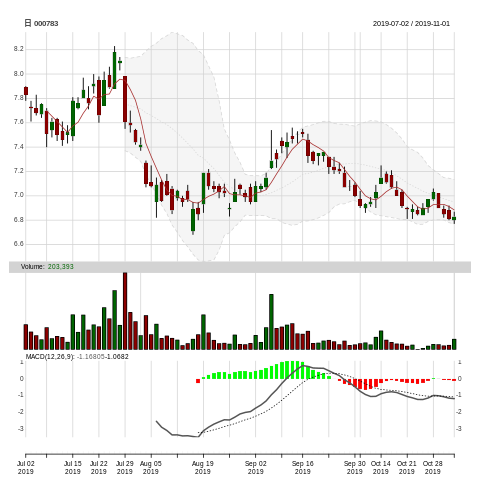 日 000783
2019-07-02 / 2019-11-01
8.2
8.0
7.8
7.6
7.4
7.2
7.0
6.8
6.6
Volume: 203,393
MACD(12,26,9): -1.16805-1.0682
1 1
0 0
-1 -1
-2 -2
-3 -3
Jul 02 Jul 15 Jul 22 Jul 29 Aug 05 Aug 19 Sep 02 Sep 16 Sep 30 Oct 14 Oct 21 Oct 28
2019 2019 2019 2019 2019 2019 2019 2019 2019 2019 2019 2019